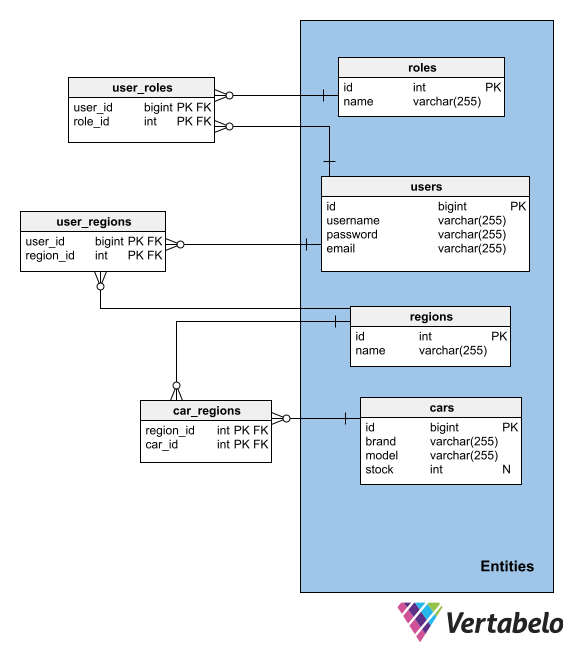 roles
id int PK
name varchar(255)
user_roles
user_id bigint PK FK
role_id int PK FK
users
id bigint PK
username varchar(255)
password varchar(255)
email varchar(255)
user_regions
user_id bigint PK FK
region_id int PK FK
regions
id int PK
name varchar(255)
car_regions
region_id int PK FK
car_id int PK FK
cars
id bigint PK
brand varchar(255)
model varchar(255)
stock int N
Entities
Vertabelo